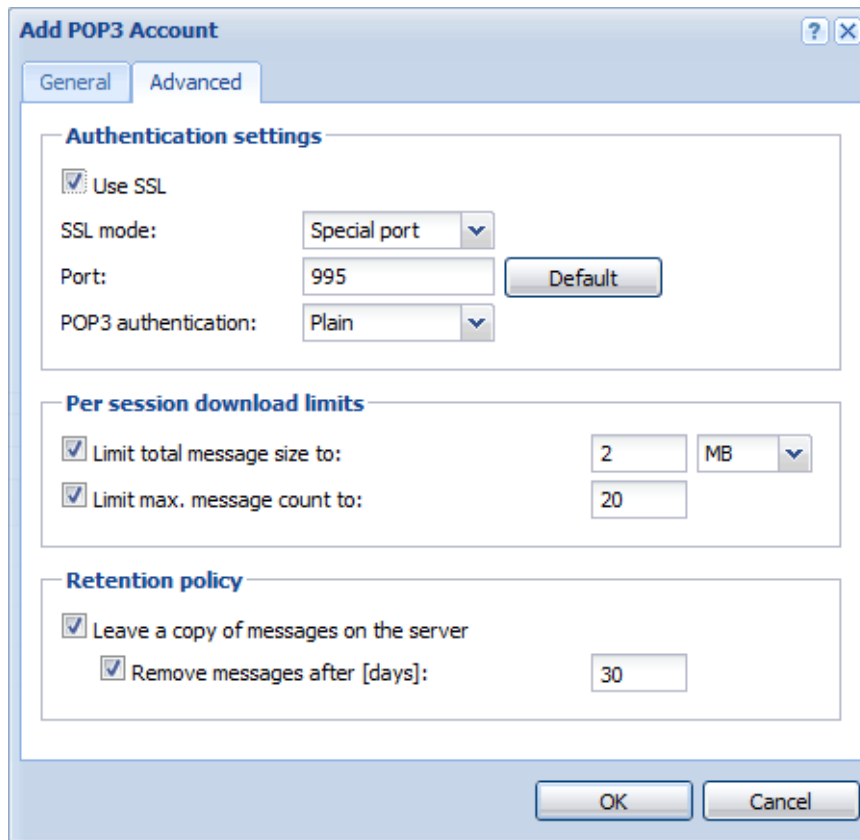 Add POP3 Account
General Advanced
Authentication settings
Use SSL
SSL mode: Special port
Port: 995 Default
POP3 authentication: Plain
Per session download limits
Limit total message size to: 2 MB
Limit max. message count to: 20
Retention policy
Leave a copy of messages on the server
Remove messages after [days]: 30
OK Cancel